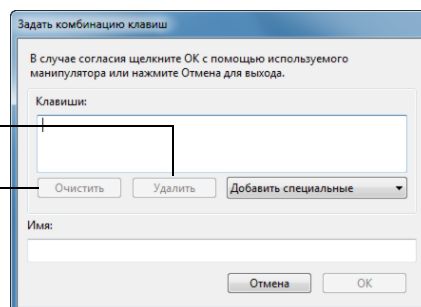 Задать комбинацию клавиш
В случае согласия щелкните ОК с помощью используемого
манипулятора или нажмите Отмена для выхода.
Клавиши:
Очистить Удалить Добавить специальные
Имя:
Отмена ОК